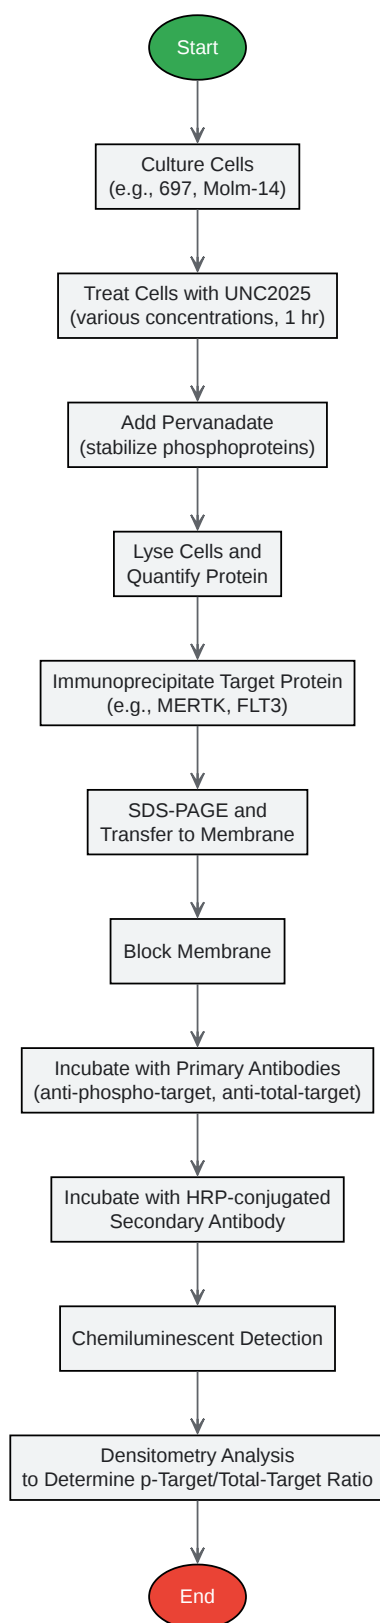 Start
Culture Cells
(e.g., 697, Molm-14)
Treat Cells with UNC2025
(various concentrations, 1 hr)
Add Pervanadate
(stabilize phosphoproteins)
Lyse Cells and
Quantify Protein
Immunoprecipitate Target Protein
(e.g., MERTK, FLT3)
SDS-PAGE and
Transfer to Membrane
Block Membrane
Incubate with Primary Antibodies
(anti-phospho-target, anti-total-target)
Incubate with HRP-conjugated
Secondary Antibody
Chemiluminescent Detection
Densitometry Analysis
to Determine p-Target/Total-Target Ratio
End